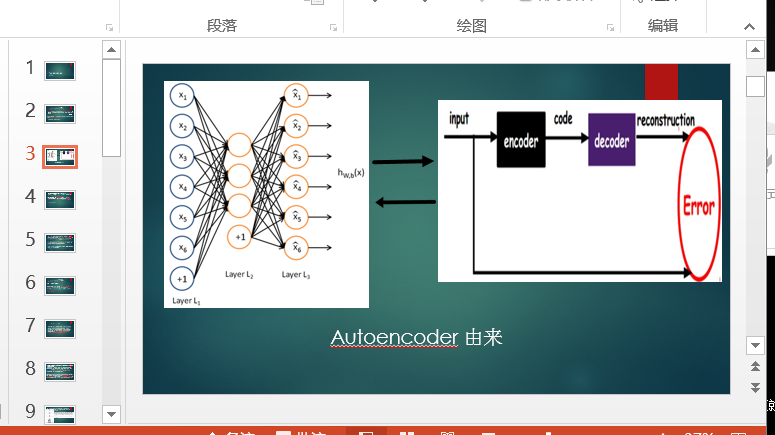 段落
绘图
编辑
1
2
3
4
5
6
7
8
9
x1
x2
x3
x4
x5
x6
+1
Layer L1
+1
Layer L2
x̂1
x̂2
x̂3
x̂4
x̂5
x̂6
Layer L3
hW,b(x)
input
encoder
code
decoder
reconstruction
Error
Autoencoder 由来